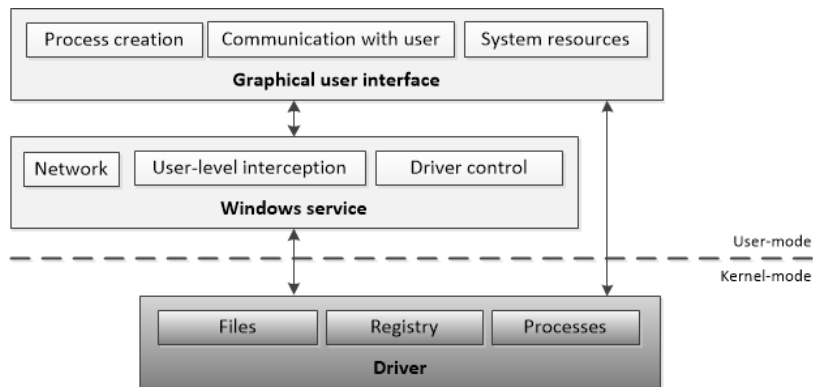 Process creation
Communication with user
System resources
Graphical user interface
Network
User-level interception
Driver control
Windows service
User-mode
Kernel-mode
Files
Registry
Processes
Driver